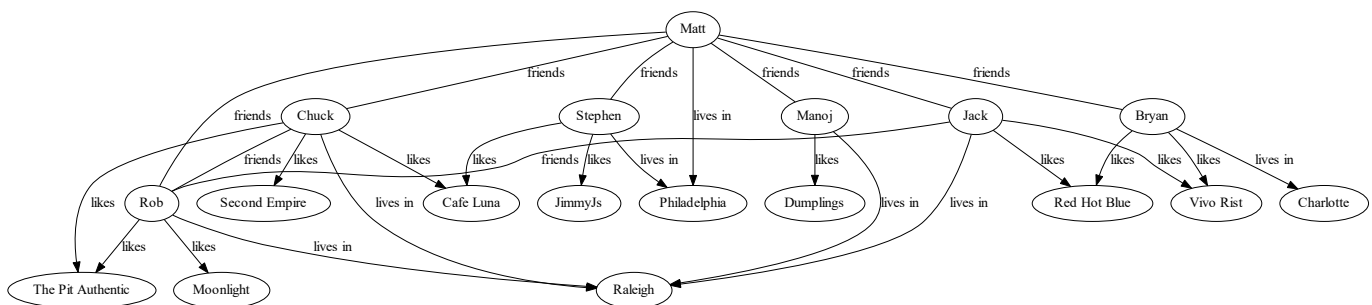 Matt
friends
friends
friends
friends
friends
friends
Chuck
Stephen
lives in
Manoj
Jack
Bryan
friends
likes
likes
likes
likes
lives in
friends
likes
likes
likes
likes
lives in
likes
Rob
lives in
Second Empire
Cafe Luna
JimmyJs
Philadelphia
Dumplings
lives in
lives in
Red Hot Blue
Vivo Rist
Charlotte
likes
likes
lives in
The Pit Authentic
Moonlight
Raleigh